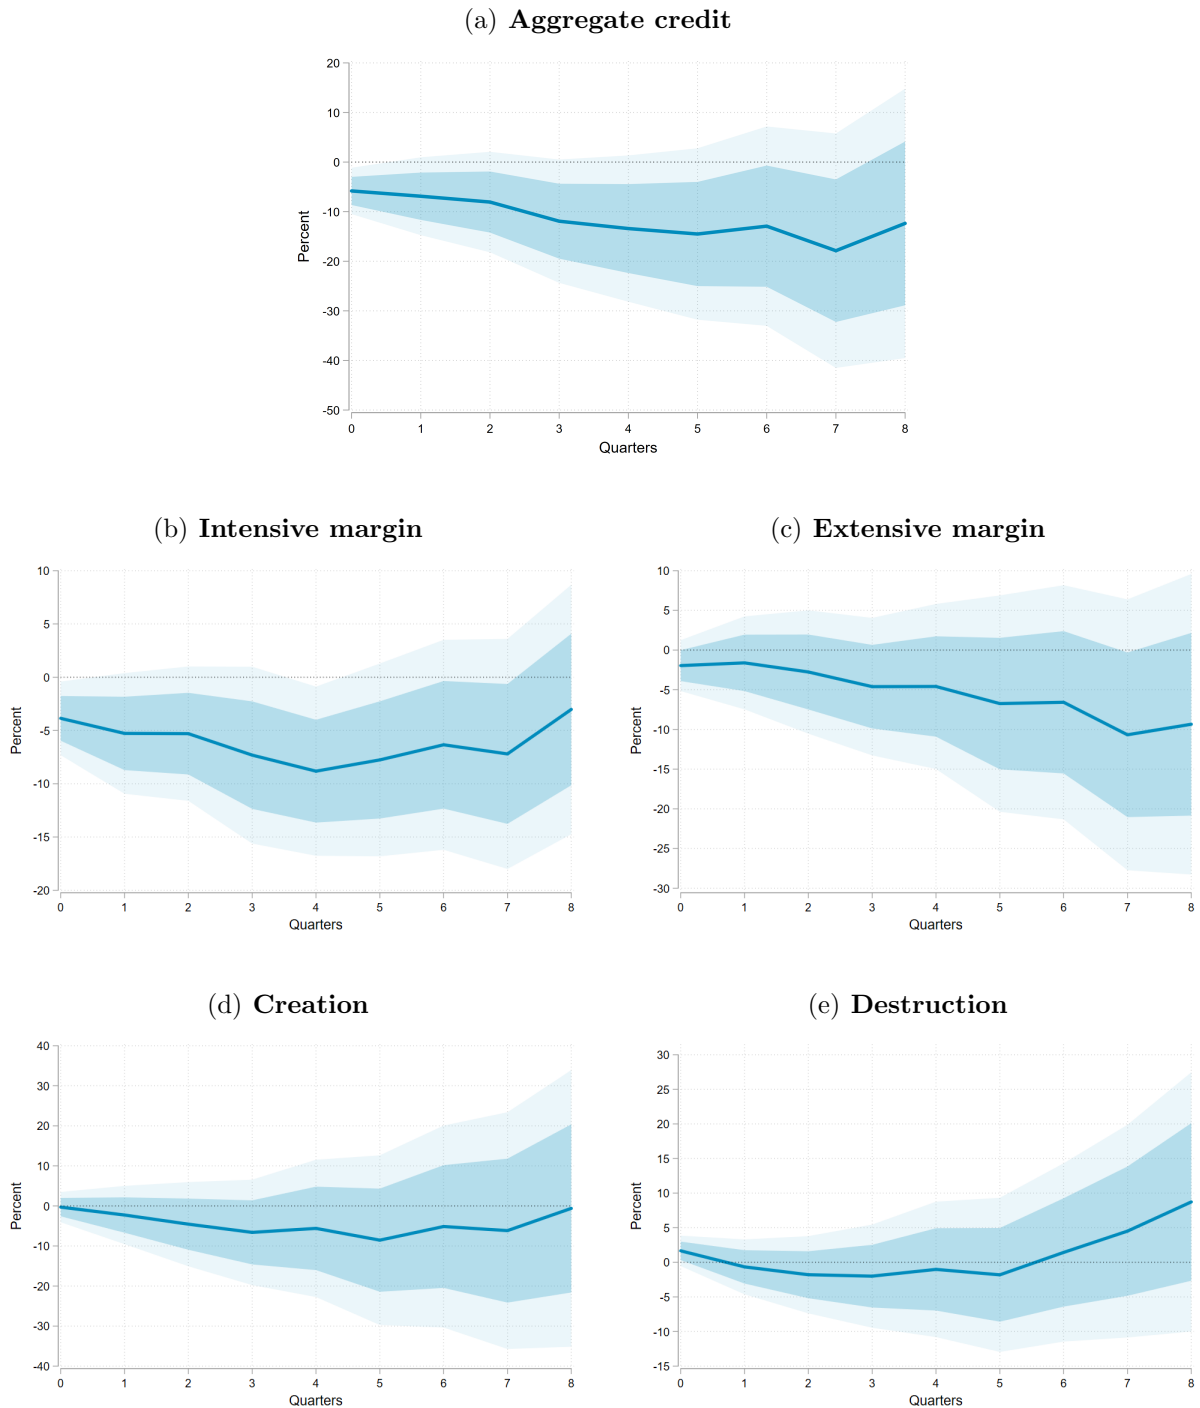 (a) Aggregate credit
20
10
0
-10
-20
-30
-40
-50
Percent
0 1 2 3 4 5 6 7 8
Quarters
(b) Intensive margin
10
5
0
-5
-10
-15
-20
Percent
0 1 2 3 4 5 6 7 8
Quarters
(c) Extensive margin
10
5
0
-5
-10
-15
-20
-25
-30
Percent
0 1 2 3 4 5 6 7 8
Quarters
(d) Creation
40
30
20
10
0
-10
-20
-30
-40
Percent
0 1 2 3 4 5 6 7 8
Quarters
(e) Destruction
30
25
20
15
10
5
0
-5
-10
-15
Percent
0 1 2 3 4 5 6 7 8
Quarters